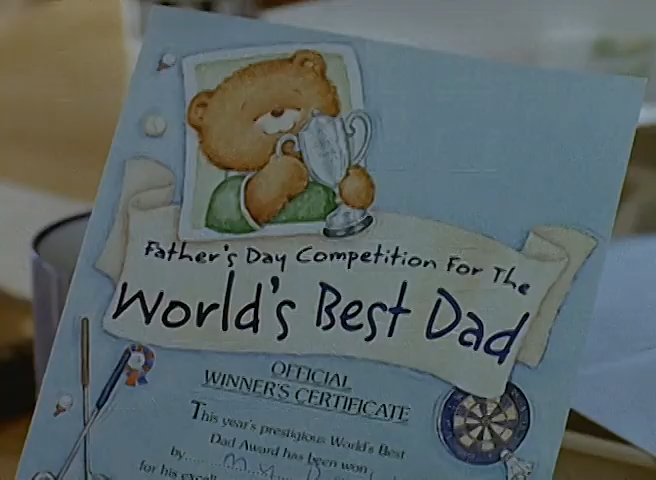 Father's Day Competition For The
World's Best Dad
OFFICIAL
WINNER'S CERTIFICATE
This year's prestigious World's Best
Dad Award has been won
by
for his